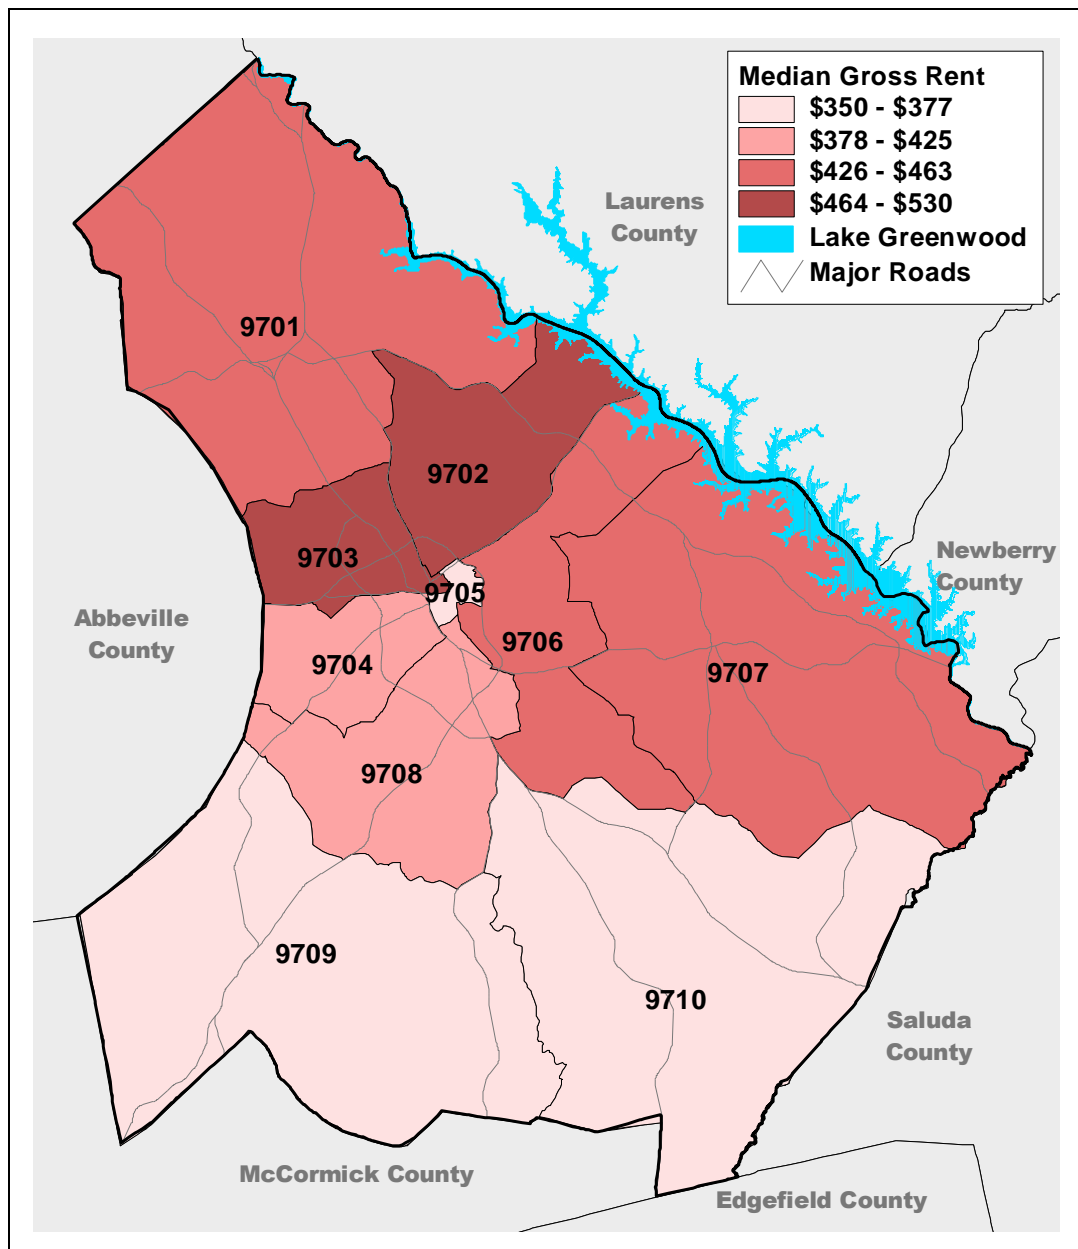 Median Gross Rent
$350 - $377
$378 - $425
$426 - $463
$464 - $530
Lake Greenwood
Major Roads
Laurens
County
9701
9702
9703
Newberry
County
9705
Abbeville
County
9706
9704
9707
9708
9709
9710
Saluda
County
McCormick County
Edgefield County